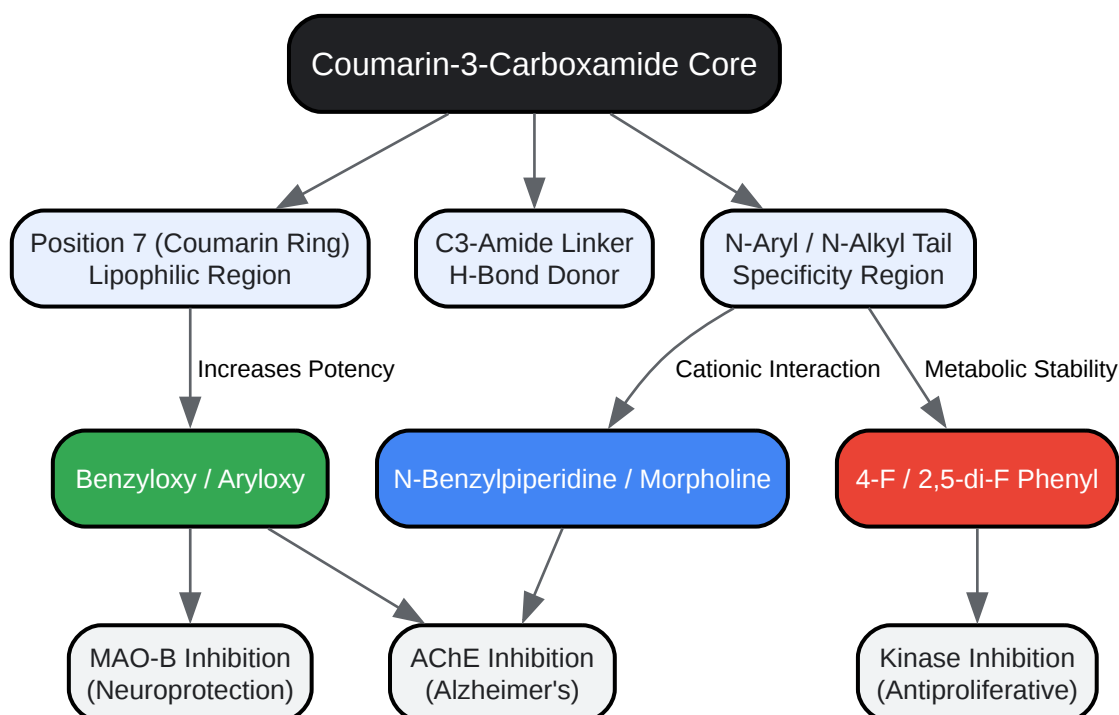 Coumarin-3-Carboxamide Core
Position 7 (Coumarin Ring)
Lipophilic Region
C3-Amide Linker
H-Bond Donor
N-Aryl / N-Alkyl Tail
Specificity Region
Increases Potency
Cationic Interaction
Metabolic Stability
Benzyloxy / Aryloxy
N-Benzylpiperidine / Morpholine
4-F / 2,5-di-F Phenyl
MAO-B Inhibition
(Neuroprotection)
AChE Inhibition
(Alzheimer's)
Kinase Inhibition
(Antiproliferative)